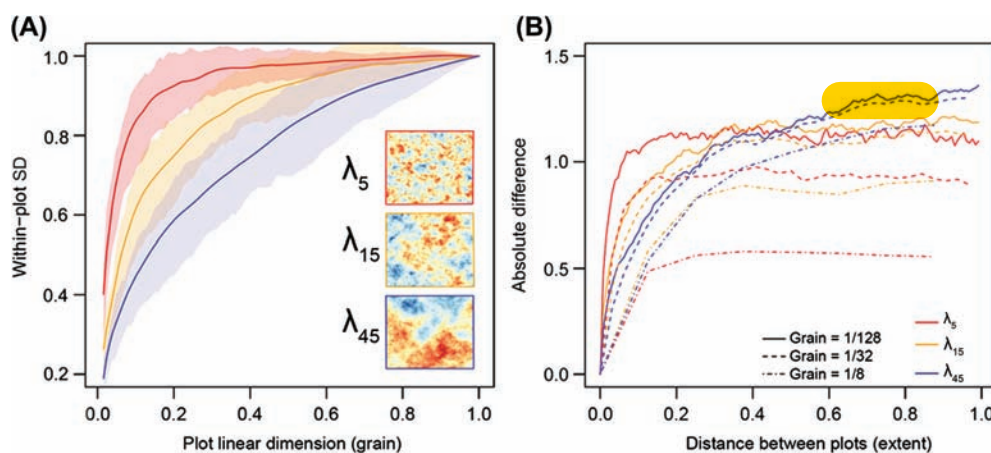 (A)
1.0
0.8
0.6
0.4
0.2
Within-plot SD
λ5
λ15
λ45
0.0 0.2 0.4 0.6 0.8 1.0
Plot linear dimension (grain)
(B)
1.5
1.0
0.5
0.0
Absolute difference
Grain = 1/128
Grain = 1/32
Grain = 1/8
λ5
λ15
λ45
0.0 0.2 0.4 0.6 0.8 1.0
Distance between plots (extent)